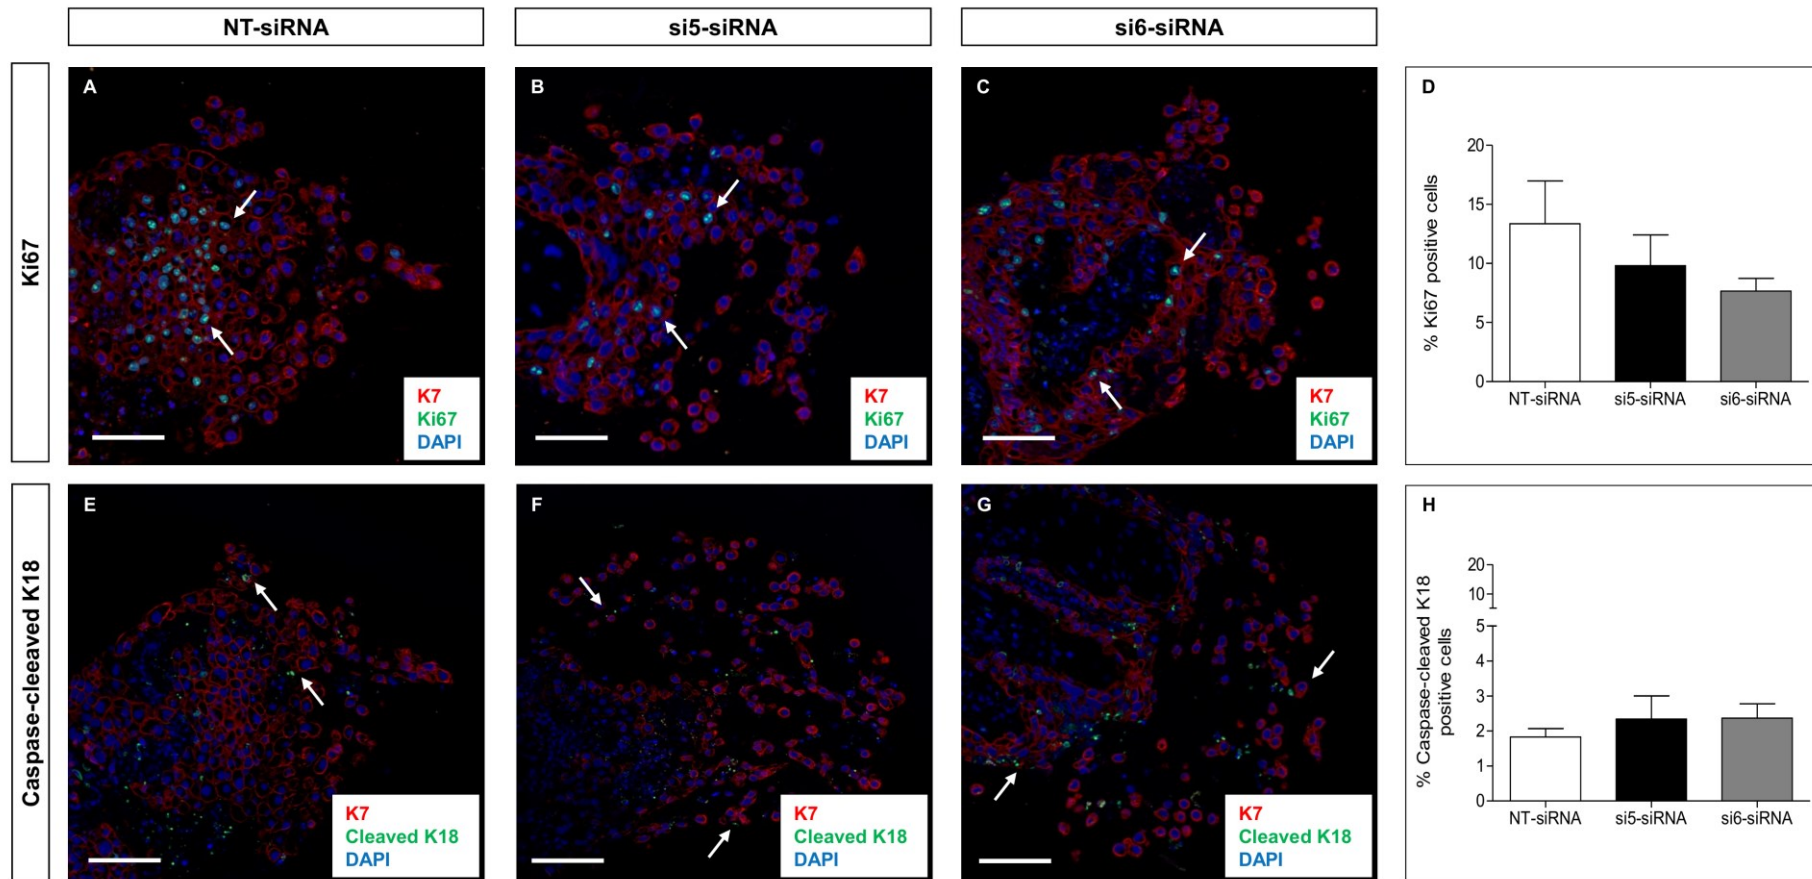 NT-siRNA
si5-siRNA
si6-siRNA
Ki67
A
K7
Ki67
DAPI
B
K7
Ki67
DAPI
C
K7
Ki67
DAPI
D
% Ki67 positive cells
20
15
10
5
0
NT-siRNA
si5-siRNA
si6-siRNA
Caspase-cleaved K18
E
K7
Cleaved K18
DAPI
F
K7
Cleaved K18
DAPI
G
K7
Cleaved K18
DAPI
H
% Caspase-cleaved K18
positive cells
20
10
5
4
3
2
1
0
NT-siRNA
si5-siRNA
si6-siRNA